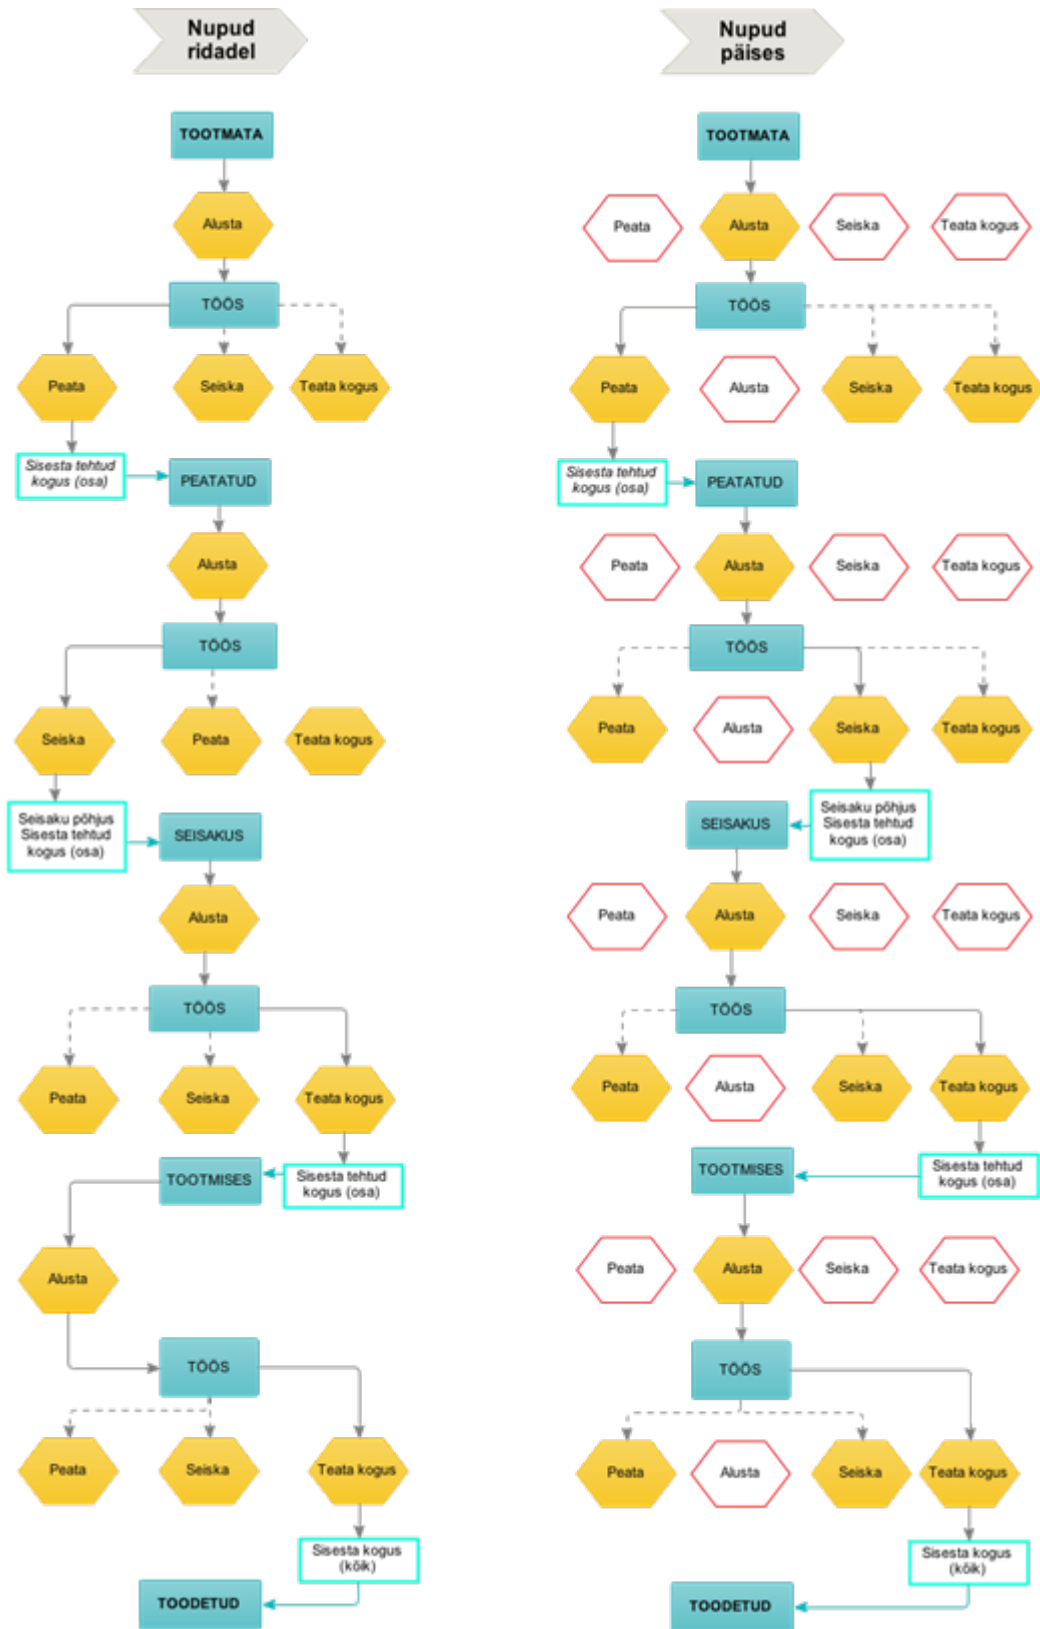 Nupud
ridadel
TOOTMATA
Alusta
TÖÖS
Peata
Seiska
Teata kogus
Sisesta tehtud
kogus (osa)
PEATATUD
Alusta
TÖÖS
Seiska
Peata
Teata kogus
Seisaku põhjus
Sisesta tehtud
kogus (osa)
SEISAKUS
Alusta
TÖÖS
Peata
Seiska
Teata kogus
TOOTMISES
Sisesta tehtud
kogus (osa)
Alusta
TÖÖS
Peata
Seiska
Teata kogus
Sisesta kogus
(kõik)
TOODETUD
Nupud
päises
TOOTMATA
Peata
Alusta
Seiska
Teata kogus
TÖÖS
Peata
Alusta
Seiska
Teata kogus
Sisesta tehtud
kogus (osa)
PEATATUD
Peata
Alusta
Seiska
Teata kogus
TÖÖS
Peata
Alusta
Seiska
Teata kogus
SEISAKUS
Seisaku põhjus
Sisesta tehtud
kogus (osa)
Peata
Alusta
Seiska
Teata kogus
TÖÖS
Peata
Alusta
Seiska
Teata kogus
TOOTMISES
Sisesta tehtud
kogus (osa)
Peata
Alusta
Seiska
Teata kogus
TÖÖS
Peata
Alusta
Seiska
Teata kogus
Sisesta kogus
(kõik)
TOODETUD